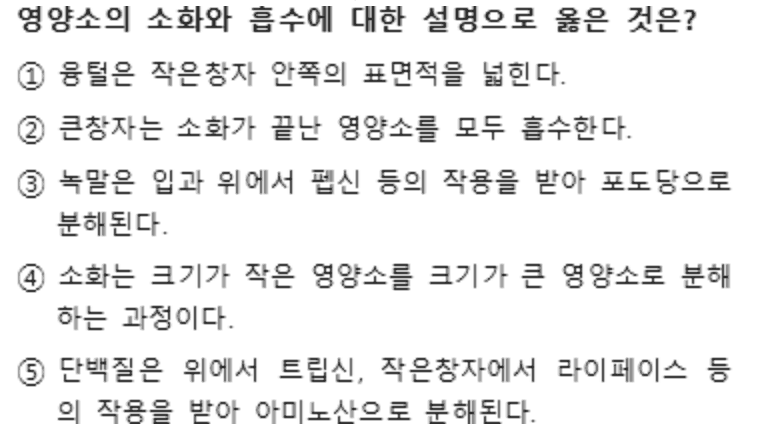 영양소의 소화와 흡수에 대한 설명으로 옳은 것은?
① 융털은 작은창자 안쪽의 표면적을 넓힌다.
② 큰창자는 소화가 끝난 영양소를 모두 흡수한다.
③ 녹말은 입과 위에서 펩신 등의 작용을 받아 포도당으로
분해된다.
④ 소화는 크기가 작은 영양소를 크기가 큰 영양소로 분해
하는 과정이다.
⑤ 단백질은 위에서 트립신, 작은창자에서 라이페이스 등
의 작용을 받아 아미노산으로 분해된다.